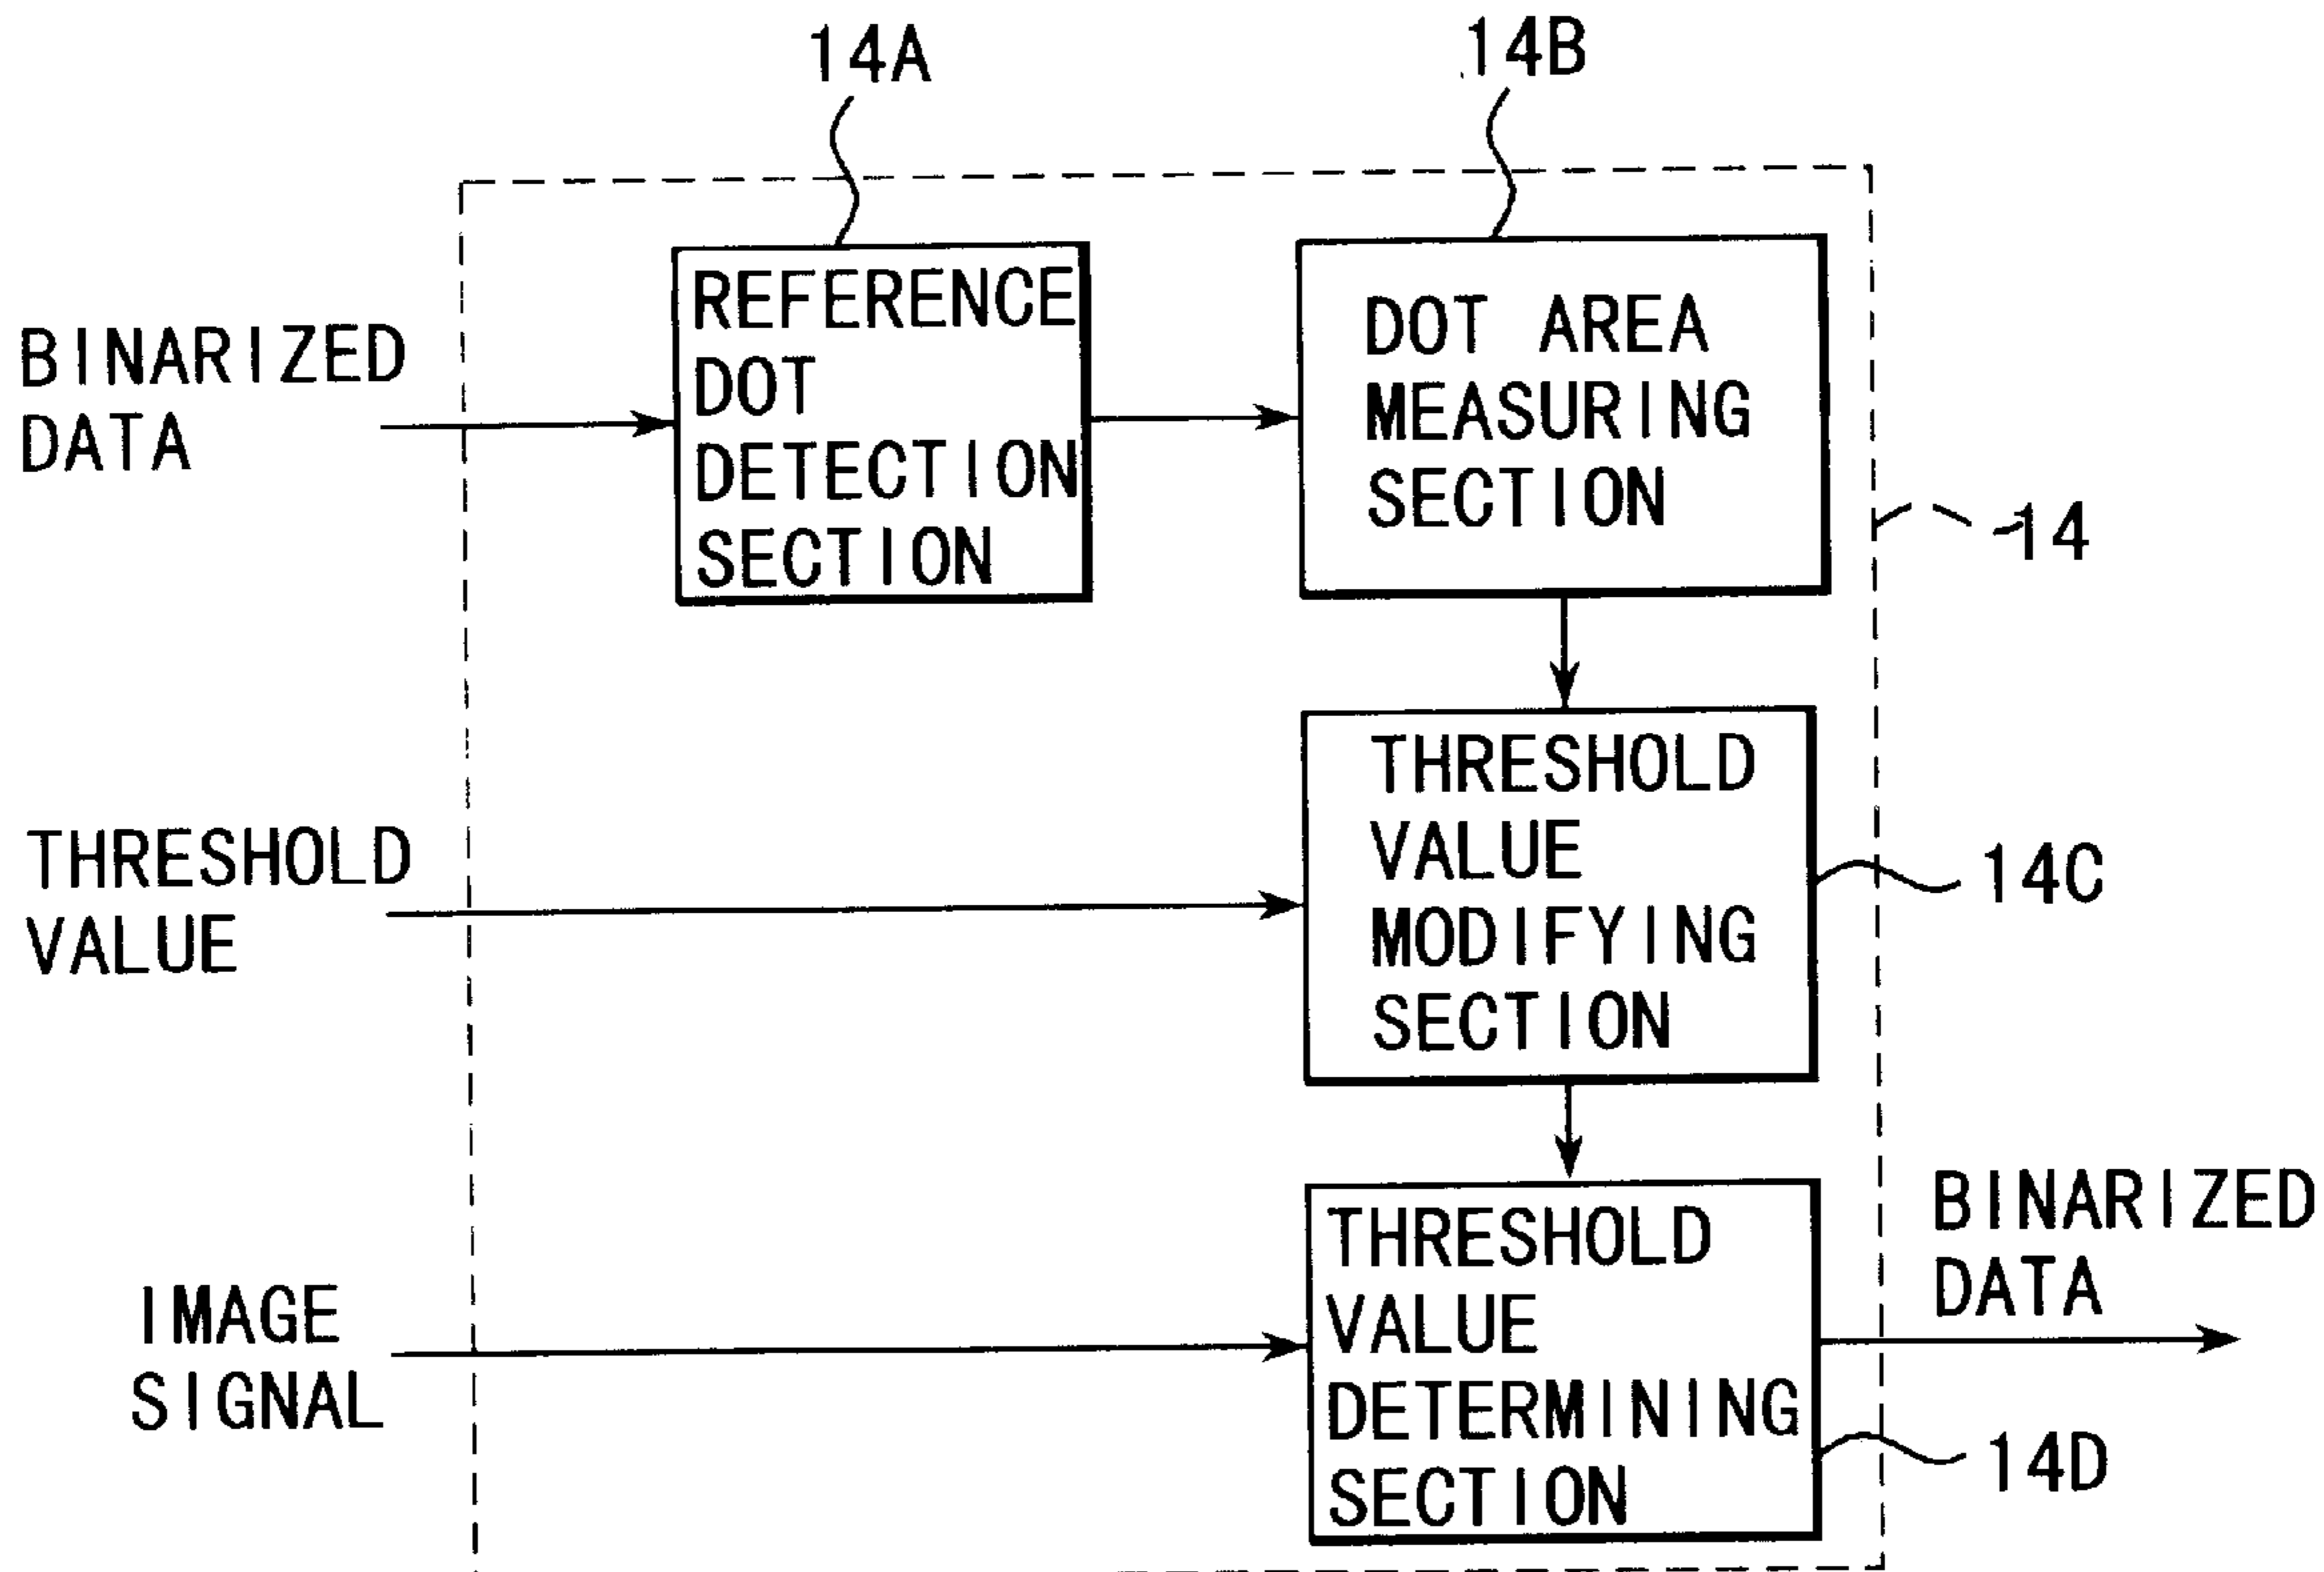 14A
14B
REFERENCE
DOT
DETECTION
SECTION
DOT AREA
MEASURING
SECTION
BINARIZED
DATA
14
THRESHOLD
VALUE
MODIFYING
SECTION
THRESHOLD
VALUE
14C
THRESHOLD
VALUE
DETERMINING
SECTION
BINARIZED
DATA
IMAGE
SIGNAL
14D